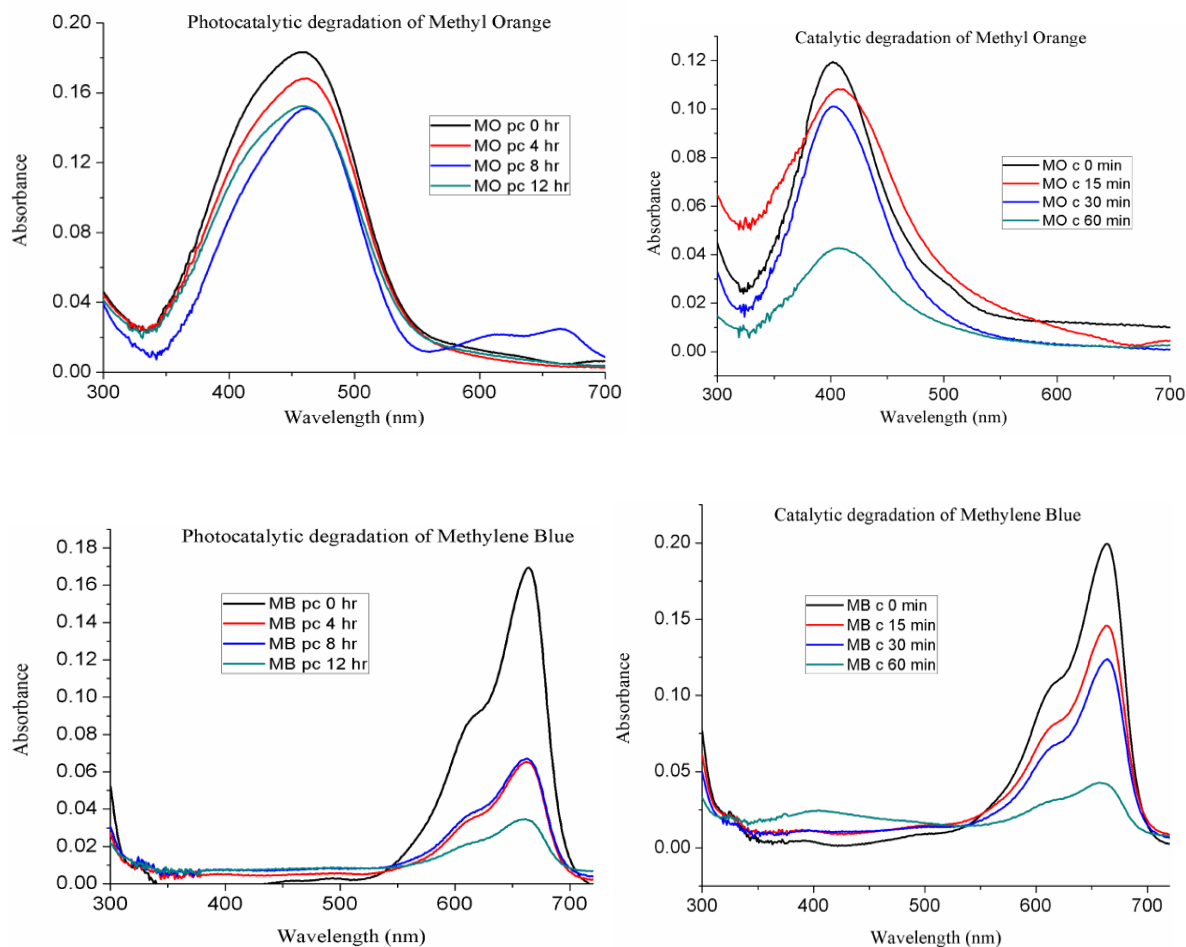 Photocatalytic degradation of Methyl Orange
0.20
0.16
0.12
0.08
0.04
0.00
Absorbance
MO pc 0 hr
MO pc 4 hr
MO pc 8 hr
MO pc 12 hr
300 400 500 600 700
Wavelength (nm)
Catalytic degradation of Methyl Orange
0.12
0.10
0.08
0.06
0.04
0.02
0.00
Absorbance
MO c 0 min
MO c 15 min
MO c 30 min
MO c 60 min
300 400 500 600 700
Wavelength (nm)
Photocatalytic degradation of Methylene Blue
0.18
0.16
0.14
0.12
0.10
0.08
0.06
0.04
0.02
0.00
Absorbance
MB pc 0 hr
MB pc 4 hr
MB pc 8 hr
MB pc 12 hr
300 400 500 600 700
Wavelength (nm)
Catalytic degradation of Methylene Blue
0.20
0.15
0.10
0.05
0.00
Absorbance
MB c 0 min
MB c 15 min
MB c 30 min
MB c 60 min
300 400 500 600 700
Wavelength (nm)